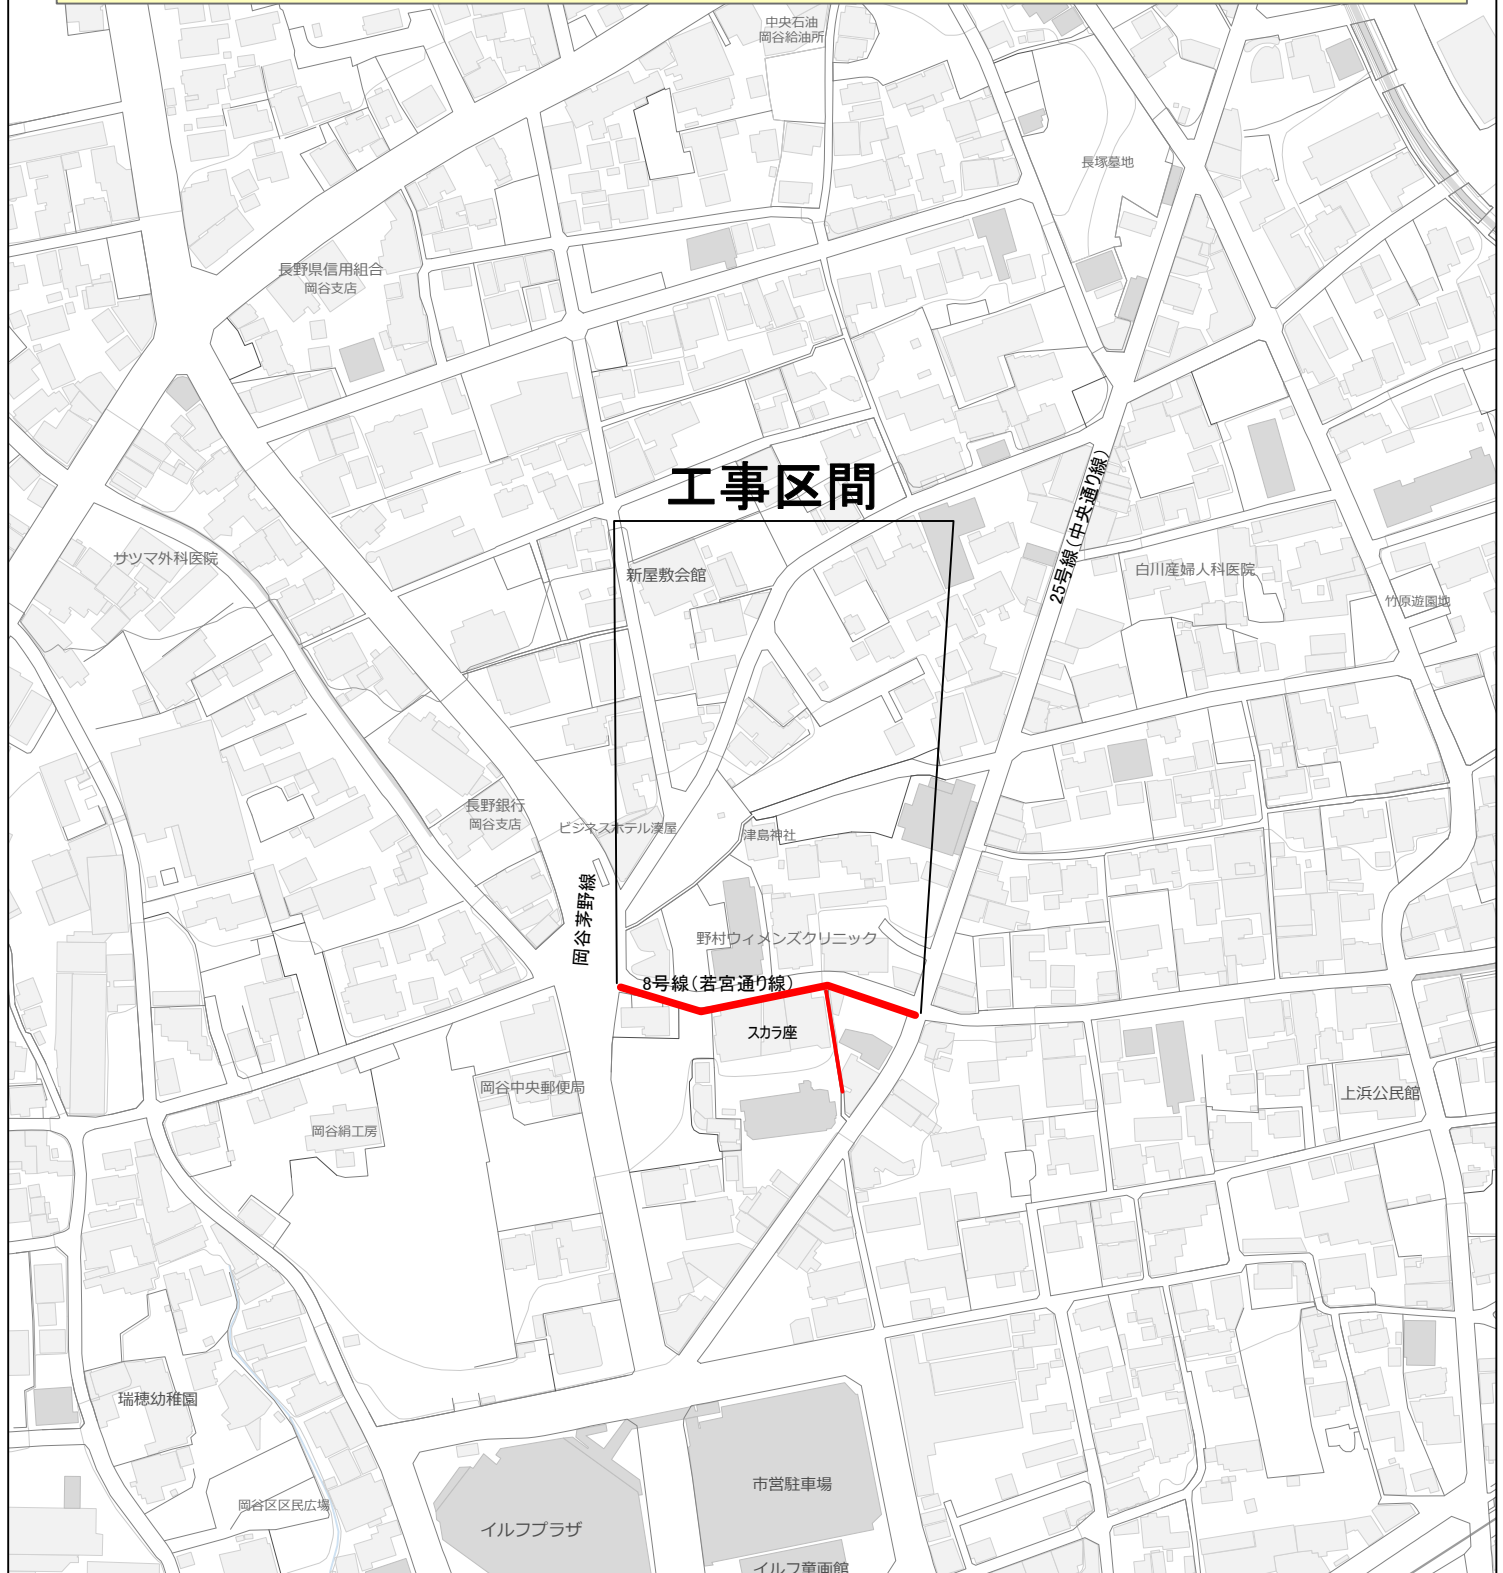 中央石油
岡谷給油所
長塚墓地
長野県信用組合
岡谷支店
工事区間
25号線(中央通り線)
サツマ外科医院
新屋敷会館
白川産婦人科医院
竹原遊園地
長野銀行
岡谷支店
ビジネスホテル湊屋
津島神社
岡谷茅野線
野村ウィメンズクリニック
8号線(若宮通り線)
スカラ座
岡谷中央郵便局
上浜公民館
岡谷絹工房
瑞穂幼稚園
市営駐車場
岡谷区区民広場
イルフプラザ
イルフ童画館